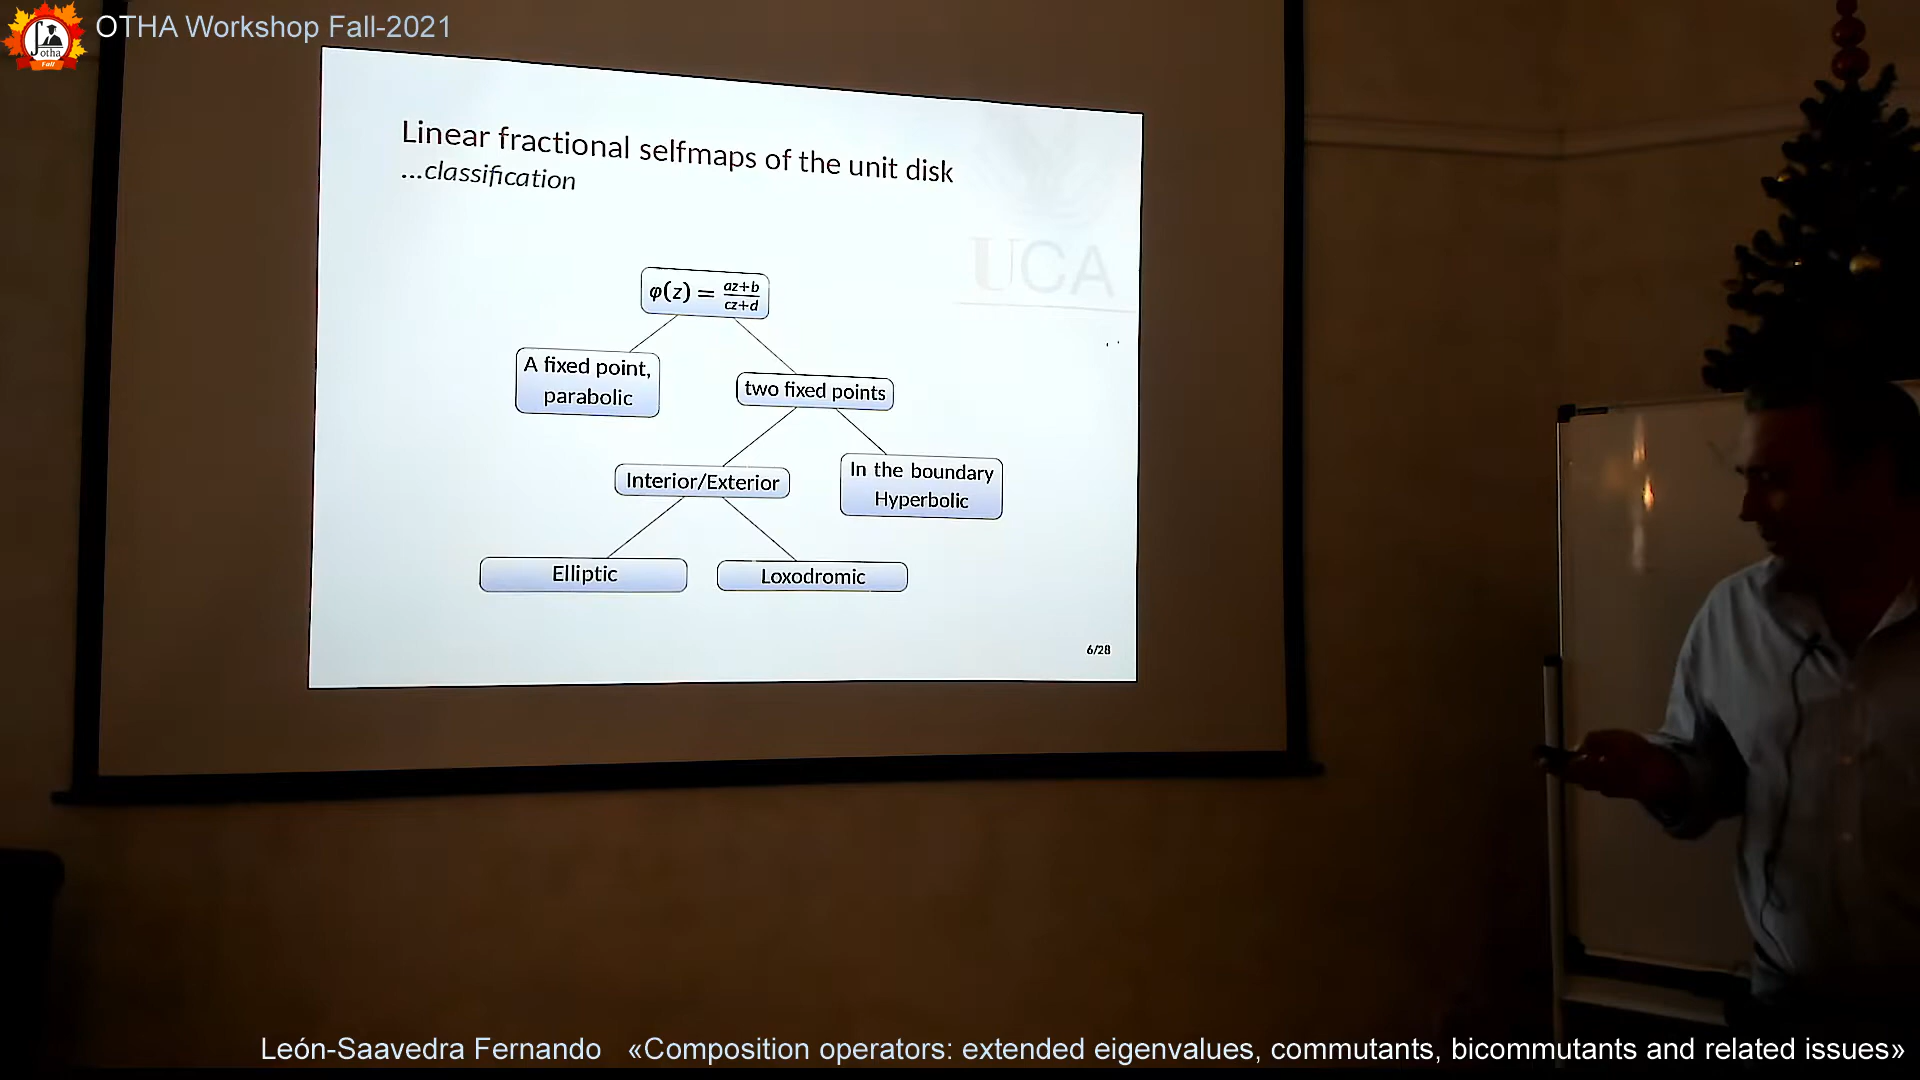 OTHA Workshop Fall-2021
otha
Fall
Linear fractional selfmaps of the unit disk
...classification
UCA
φ(z) = az+b/cz+d
A fixed point,
parabolic
two fixed points
Interior/Exterior
In the boundary
Hyperbolic
Elliptic
Loxodromic
6/28
León-Saavedra Fernando «Composition operators: extended eigenvalues, commutants, bicommutants and related issues»